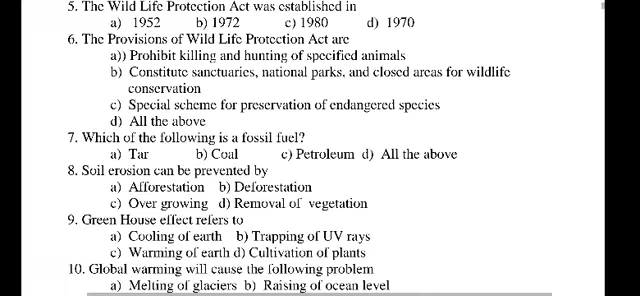 5. The Wild Life Protection Act was established in
a) 1952 b) 1972 c) 1980 d) 1970
6. The Provisions of Wild Life Protection Act are
a)) Prohibit killing and hunting of specified animals
b) Constitute sanctuaries, national parks, and closed areas for wildlife
conservation
c) Special scheme for preservation of endangered species
d) All the above
7. Which of the following is a fossil fuel?
a) Tar b) Coal c) Petroleum d) All the above
8. Soil erosion can be prevented by
a) Afforestation b) Deforestation
c) Over growing d) Removal of vegetation
9. Green House effect refers to
a) Cooling of earth b) Trapping of UV rays
c) Warming of earth d) Cultivation of plants
10. Global warming will cause the following problem
a) Melting of glaciers b) Raising of ocean level